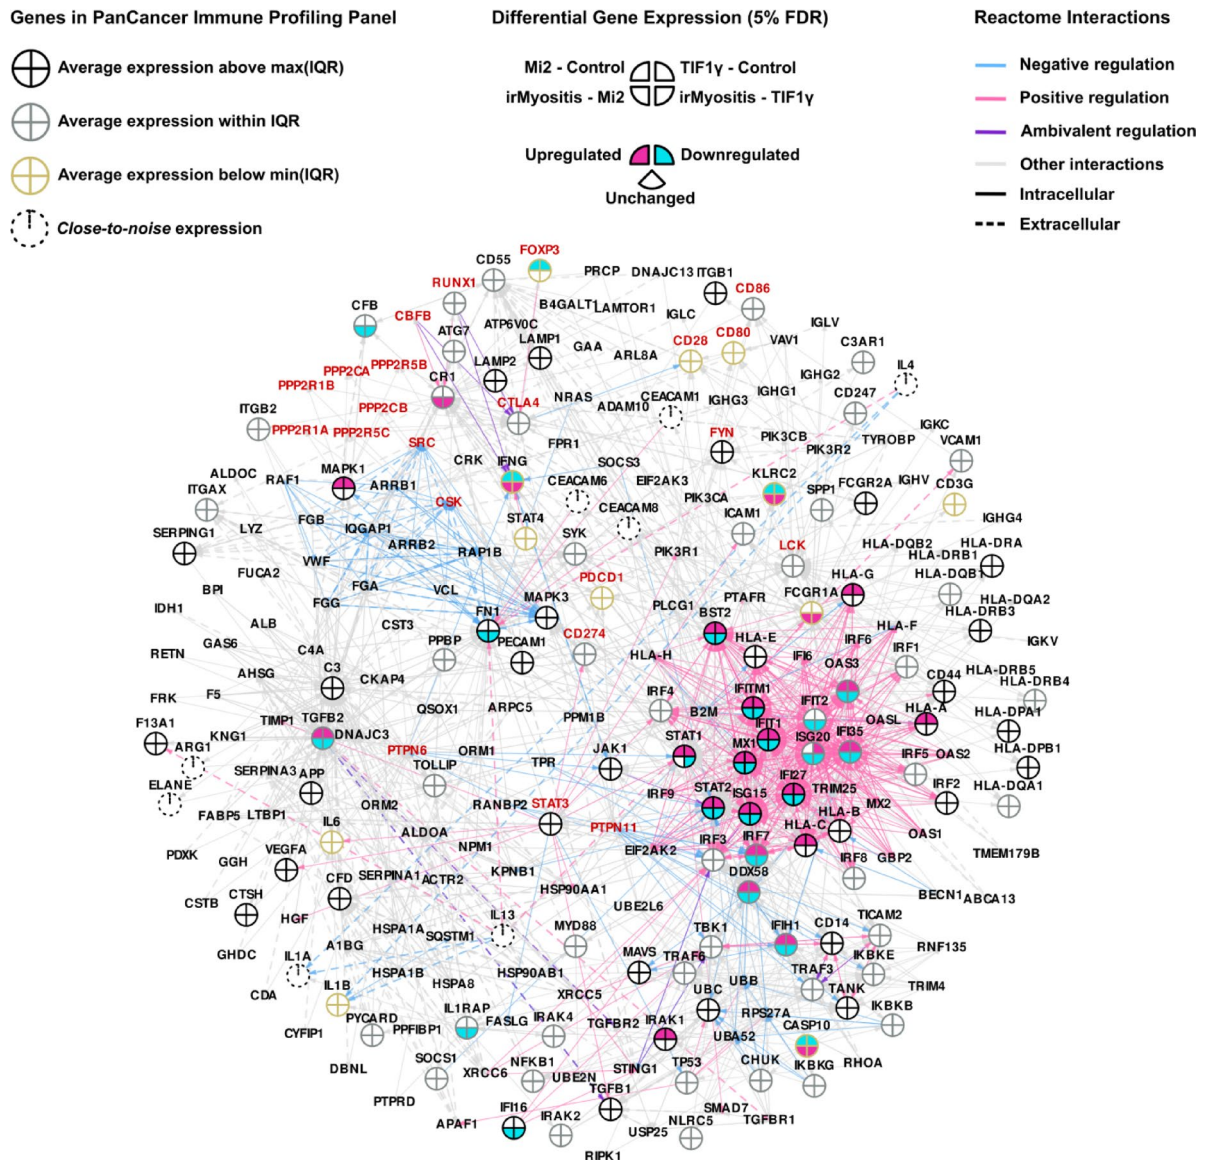 Genes in PanCancer Immune Profiling Panel
Average expression above max(IQR)
Average expression within IQR
Average expression below min(IQR)
Close-to-noise expression
Differential Gene Expression (5% FDR)
Mi2 - Control TIF1γ - Control
irMyositis - Mi2 irMyositis - TIF1γ
Upregulated Downregulated
Unchanged
Reactome Interactions
Negative regulation
Positive regulation
Ambivalent regulation
Other interactions
Intracellular
Extracellular
FOXP3
CD55
PRCP DNAJC13 ITGB1
RUNX1 CD86
CFB B4GALT1 LAMTOR1
CBFB IGLC
ATP6V0C IGLV
ATG7 LAMP1 CD28 CD80 VAV1
GAA ARL8A C3AR1
PPP2CA PPP2R5B LAMP2 IL4
PPP2R1B CR1 IGHG2
NRAS CEACAM1 IGHG3 IGHG1 CD247
ITGB2 PPP2CB CTLA4 ADAM10
PPP2R1A PPP2R5C FYN PIK3CB IGKC
SRC FPR1 PIK3R2 TYROBP VCAM1
ALDOC RAF1 MAPK1 CRK IFNG SOCS3 KLRC2
ARRB1 CEACAM6 EIF2AK3 SPP1 FCGR2A IGHV CD3G
ITGAX CSK CEACAM8 PIK3CA ICAM1
SERPING1 LYZ FGB IQGAP1 STAT4 IGHG4
ARRB2 RAP1B SYK PIK3R1 LCK HLA-DQB2 HLA-DRA
VWF HLA-DRB1
FUCA2 FGA PDCD1 FCGR1A HLA-G HLA-DQB1
BPI VCL MAPK3 PTAFR HLA-DQA2
IDH1 FGG FN1 PLCG1 BST2 HLA-DRB3
ALB CST3 PPBP PECAM1 CD274 HLA-E HLA-F
GAS6 C4A IRF6 IRF1 IGKV
RETN C3 HLA-H IFI6 OAS3
AHSG CKAP4 CD44 HLA-DRB5
FRK F5 IRF4 IFITM1 IFIT2 HLA-DRB4
TIMP1 TGFB2 QSOX1 ARPC5 PPM1B B2M OASL HLA-A HLA-DPA1
F13A1 KNG1 DNAJC3 STAT1 IFIT1
ARG1 PTPN6 ORM1 JAK1 MX1 ISG20 IFI35 IRF5 OAS2 HLA-DPB1
ELANE SERPINA3 APP TOLLIP TPR IFI27
ORM2 RANBP2 STAT3 IRF9 STAT2 ISG15 TRIM25 IRF2 HLA-DQA1
FABP5 LTBP1 IL6 PTPN11 MX2
ALDOA HLA-C HLA-B OAS1
PDXK GGH VEGFA NPM1 EIF2AK2 IRF3 IRF7 TMEM179B
CTSH CFD SERPINA1 ACTR2 KPNB1 DDX58 IRF8 GBP2
CSTB HSP90AA1 BECN1 ABCA13
HGF IL13 UBE2L6
GHDC A1BG HSPA1A SQSTM1 MYD88 TBK1 IFIH1 CD14 TICAM2 RNF135
IL1A MAVS TRAF6 TRAF3 IKBKE
CDA HSPA1B HSPA8 HSP90AB1 UBC UBB TANK TRIM4
IL1B XRCC5 RPS27A IKBKB
CYFIP1 PYCARD PPFIBP1 IL1RAP FASLG IRAK4 TGFBR2 IRAK1 UBA52 CASP10
DBNL SOCS1 XRCC6 NFKB1 STING1 TP53 CHUK IKBKG RHOA
PTPRD UBE2N TGFB1
APAF1 IFI16 IRAK2 USP25 NLRC5 SMAD7 TGFBR1
RIPK1